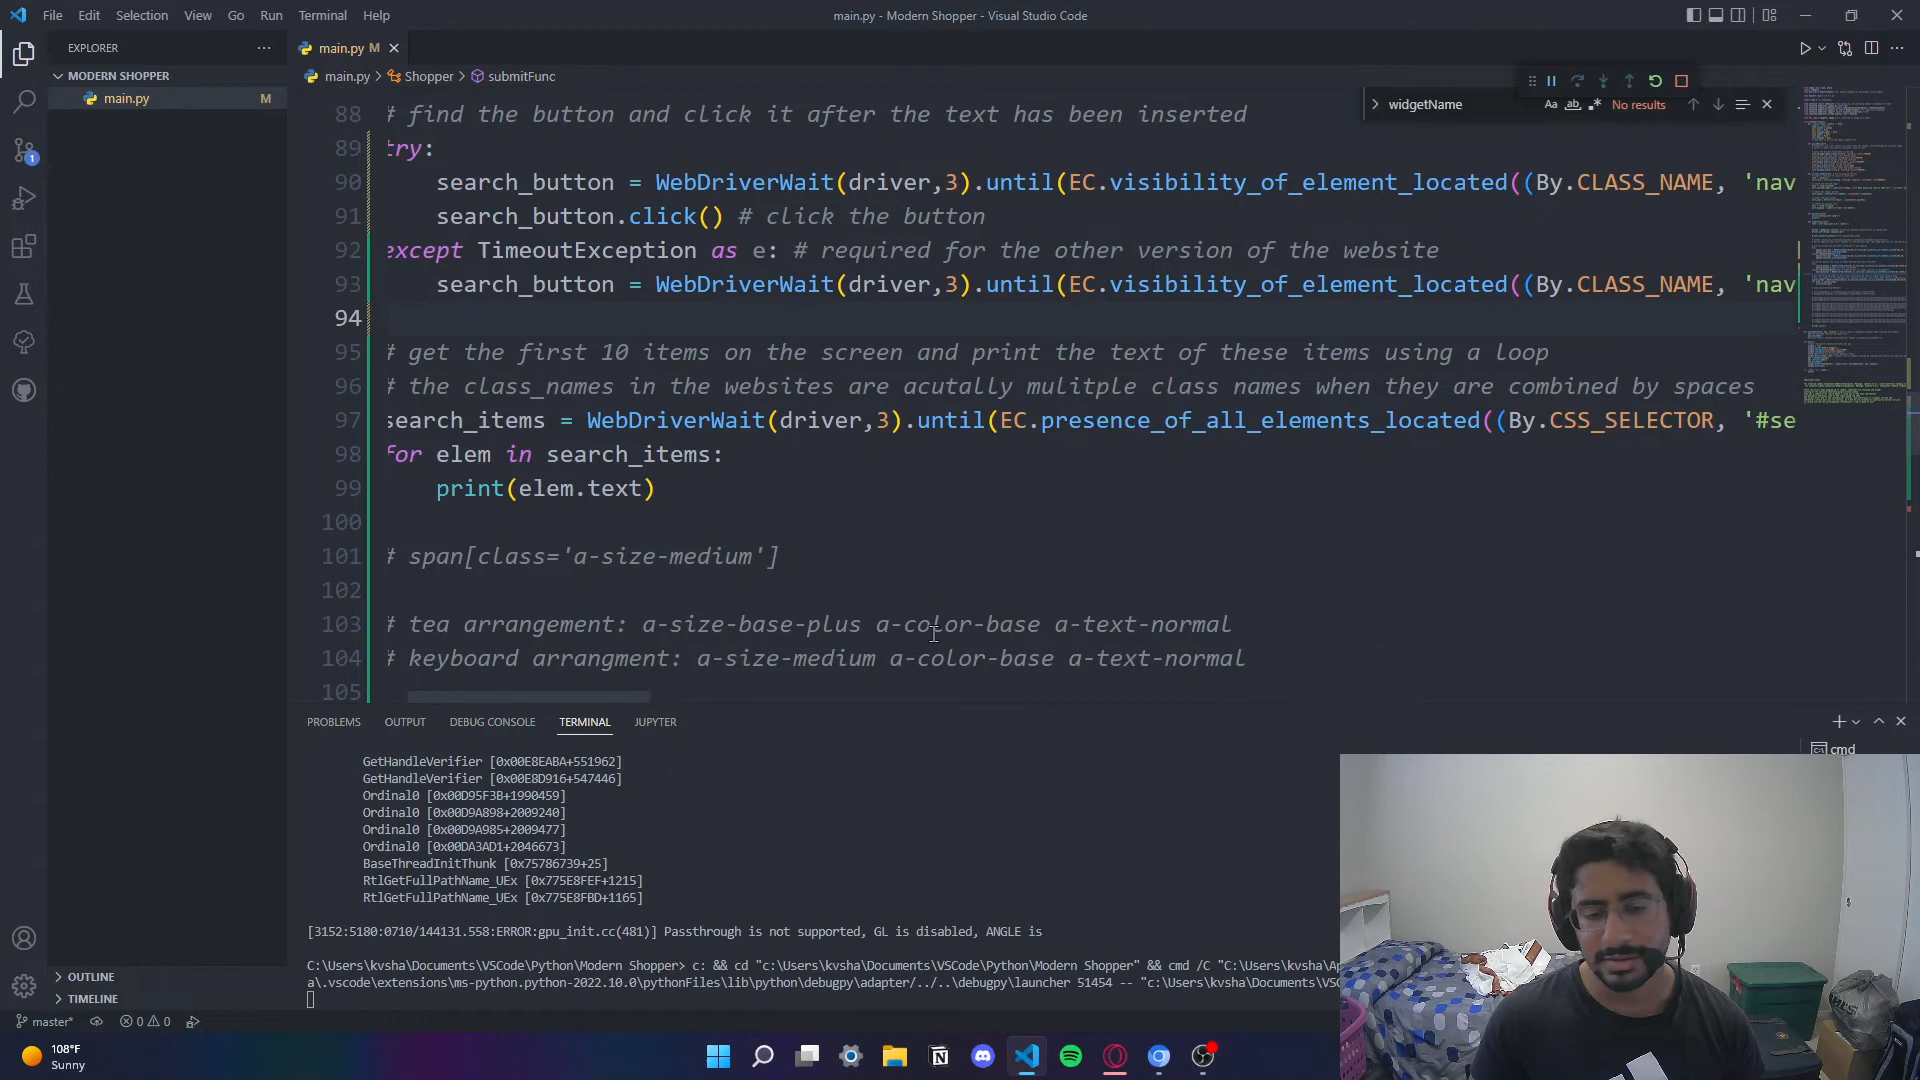 File Edit Selection View Go Run Terminal Help
main.py - Modern Shopper - Visual Studio Code
EXPLORER
MODERN SHOPPER
main.py M
1
main.py M
main.py > Shopper > submitFunc
widgetName
Aa ab No results
88 # find the button and click it after the text has been inserted
89 try:
90 search_button = WebDriverWait(driver,3).until(EC.visibility_of_element_located((By.CLASS_NAME, 'nav
91 search_button.click() # click the button
92 except TimeoutException as e: # required for the other version of the website
93 search_button = WebDriverWait(driver,3).until(EC.visibility_of_element_located((By.CLASS_NAME, 'nav
94
95 # get the first 10 items on the screen and print the text of these items using a loop
96 # the class_names in the websites are acutally mulitple class names when they are combined by spaces
97 search_items = WebDriverWait(driver,3).until(EC.presence_of_all_elements_located((By.CSS_SELECTOR, '#se
98 for elem in search_items:
99 print(elem.text)
100
101 # span[class='a-size-medium']
102
103 # tea arrangement: a-size-base-plus a-color-base a-text-normal
104 # keyboard arrangment: a-size-medium a-color-base a-text-normal
105
PROBLEMS OUTPUT DEBUG CONSOLE TERMINAL JUPYTER
cmd
GetHandleVerifier [0x00E8EABA+551962]
GetHandleVerifier [0x00E8D916+547446]
Ordinal0 [0x00D95F3B+1990459]
Ordinal0 [0x00D9A898+2009240]
Ordinal0 [0x00D9A985+2009477]
Ordinal0 [0x00DA3AD1+2046673]
BaseThreadInitThunk [0x75786739+25]
RtlGetFullPathName_UEx [0x775E8FEF+1215]
RtlGetFullPathName_UEx [0x775E8FBD+1165]
[3152:5180:0710/144131.558:ERROR:gpu_init.cc(481)] Passthrough is not supported, GL is disabled, ANGLE is
C:\Users\kvsha\Documents\VSCode\Python\Modern Shopper> c: && cd "c:\Users\kvsha\Documents\VSCode\Python\Modern Shopper" && cmd /C "C:\Users\kvsha\Ap
a\.vscode\extensions\ms-python.python-2022.10.0\pythonFiles\lib\python\debugpy\adapter/../..\debugpy\launcher 51454 -- "c:\Users\kvsha\Documents\VSC
OUTLINE
TIMELINE
master* 0 0
108°F
Sunny